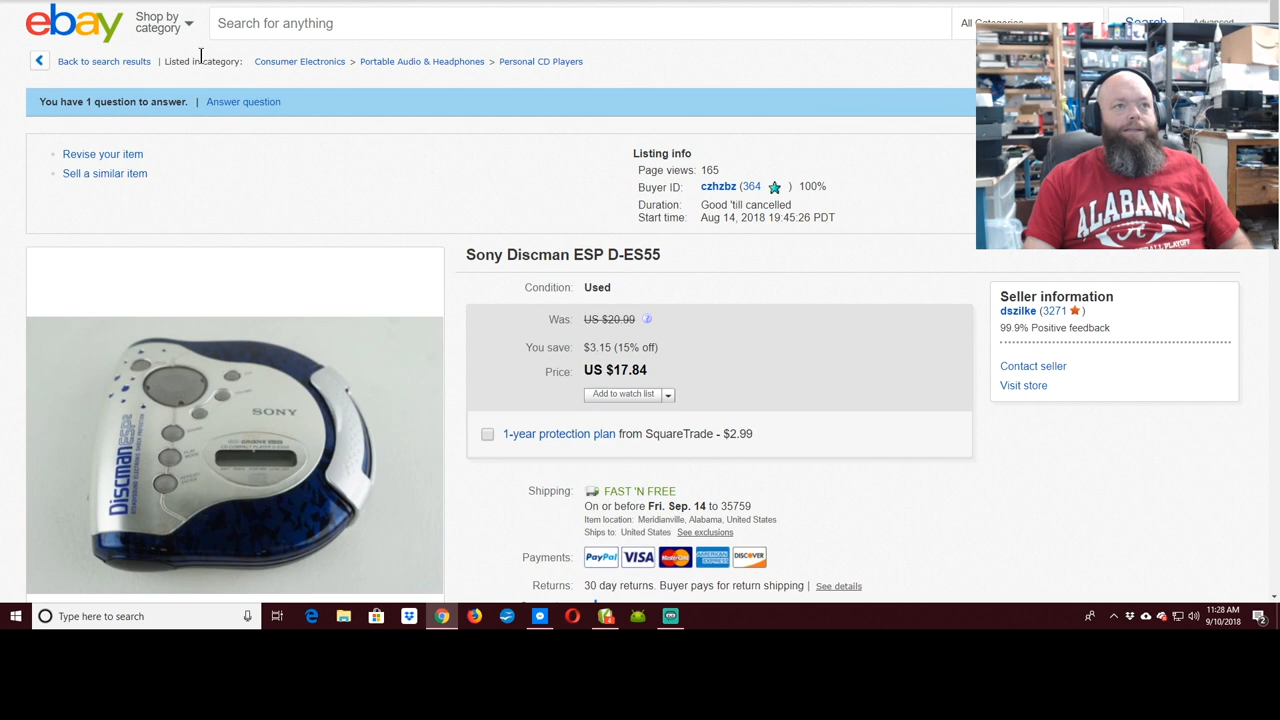 ebay
Shop by category
Search for anything
All Categories
Search
Advanced
Back to search results | Listed in category: Consumer Electronics > Portable Audio & Headphones > Personal CD Players
You have 1 question to answer. | Answer question
Revise your item
Sell a similar item
Listing info
Page views: 165
Buyer ID: czhzbz (364 ) 100%
Duration: Good 'till cancelled
Start time: Aug 14, 2018 19:45:26 PDT
ALABAMA
Sony Discman ESP D-ES55
Condition: Used
Was: US $20.99
You save: $3.15 (15% off)
Price: US $17.84
Add to watch list
1-year protection plan from SquareTrade - $2.99
Seller information
dszilke (3271 )
99.9% Positive feedback
Contact seller
Visit store
SONY
Discman ESP2
Shipping: FAST 'N FREE
On or before Fri. Sep. 14 to 35759
Item location: Meridianville, Alabama, United States
Ships to: United States See exclusions
Payments: PayPal VISA MasterCard AMERICAN EXPRESS DISCOVER
Returns: 30 day returns. Buyer pays for return shipping | See details
Type here to search
11:28 AM
9/10/2018
2